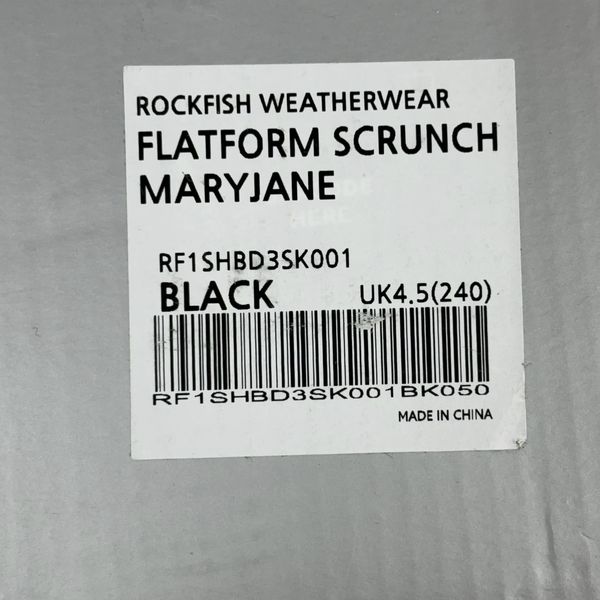 ROCKFISH WEATHERWEAR
FLATFORM SCRUNCH
MARYJANE
RF1SHBD3SK001
BLACK UK4.5(240)
RF1SHBD3SK001BK050
MADE IN CHINA